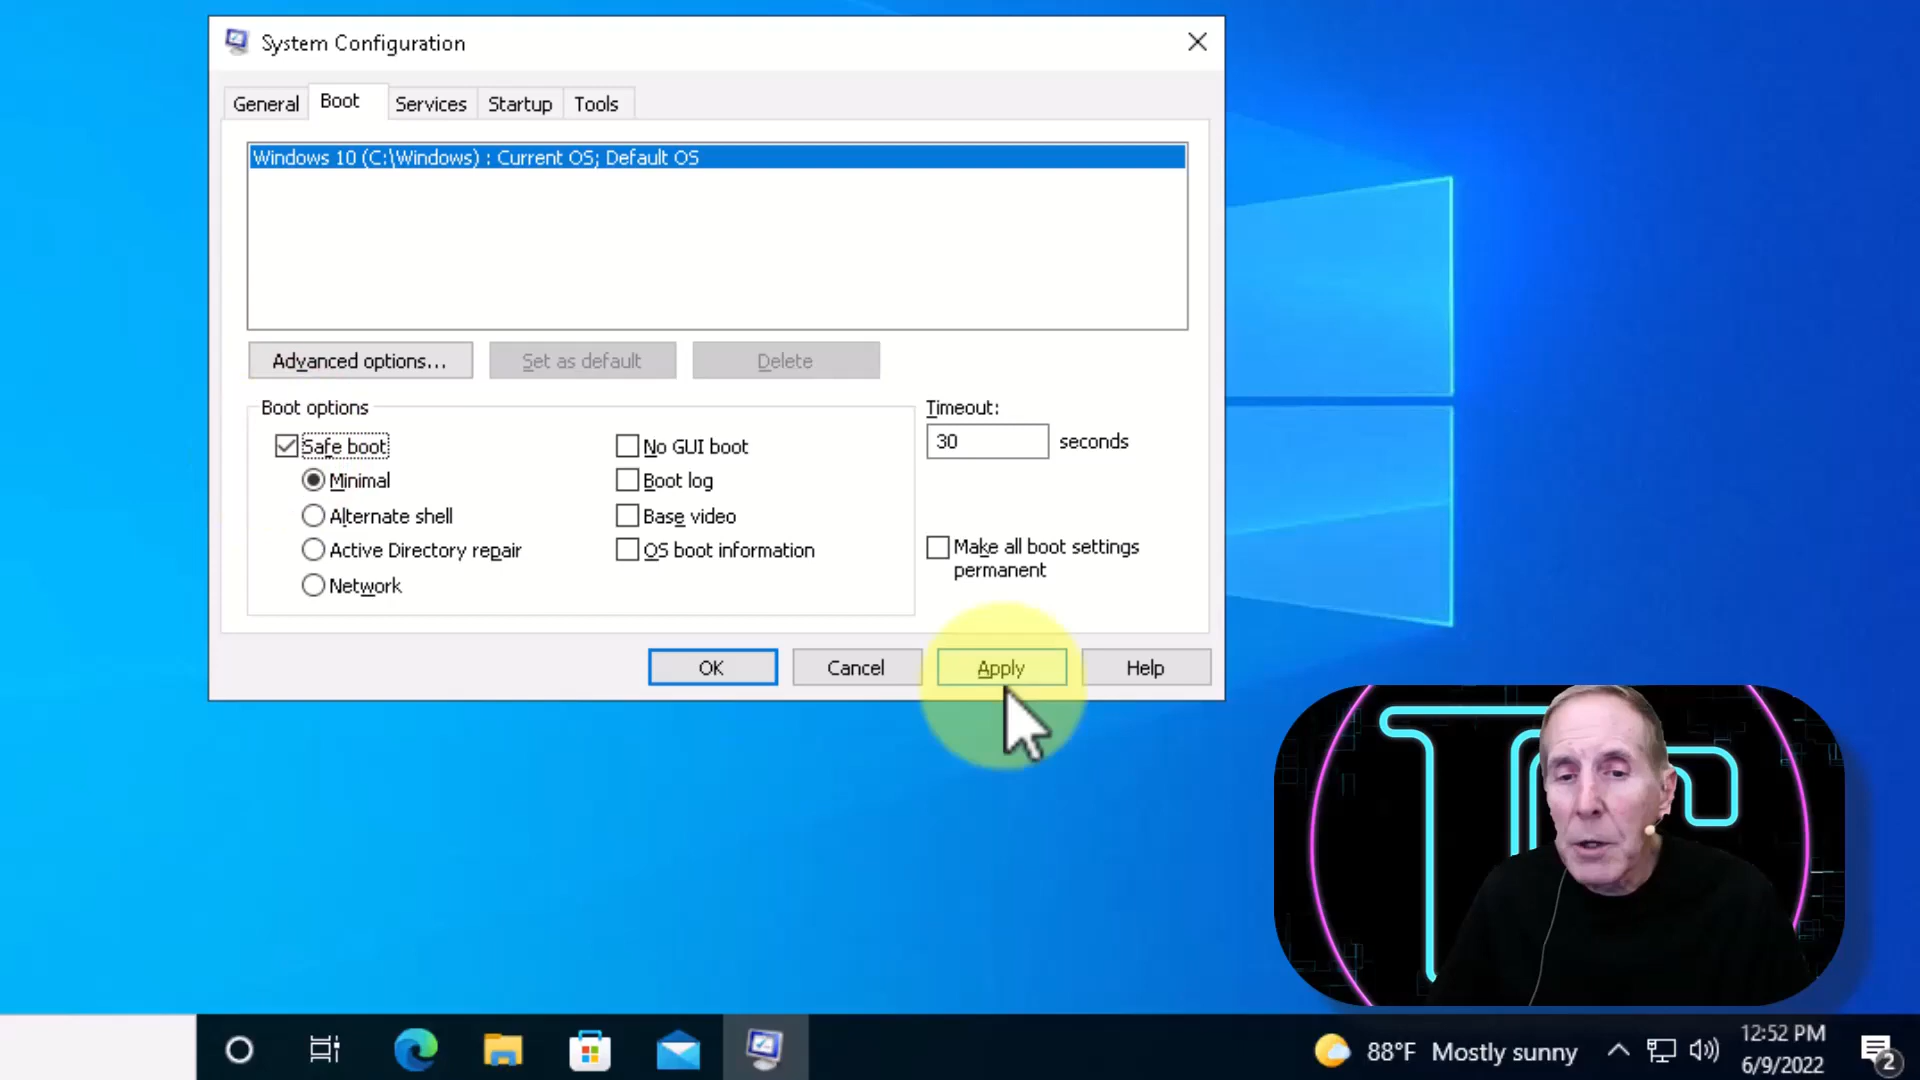 System Configuration
General Boot Services Startup Tools
Windows 10 (C:\Windows) : Current OS; Default OS
Advanced options... Set as default Delete
Boot options Timeout:
Safe boot No GUI boot 30 seconds
Minimal Boot log
Alternate shell Base video
Active Directory repair OS boot information Make all boot settings
permanent
Network
OK Cancel Apply Help
88°F Mostly sunny 12:52 PM
6/9/2022
2